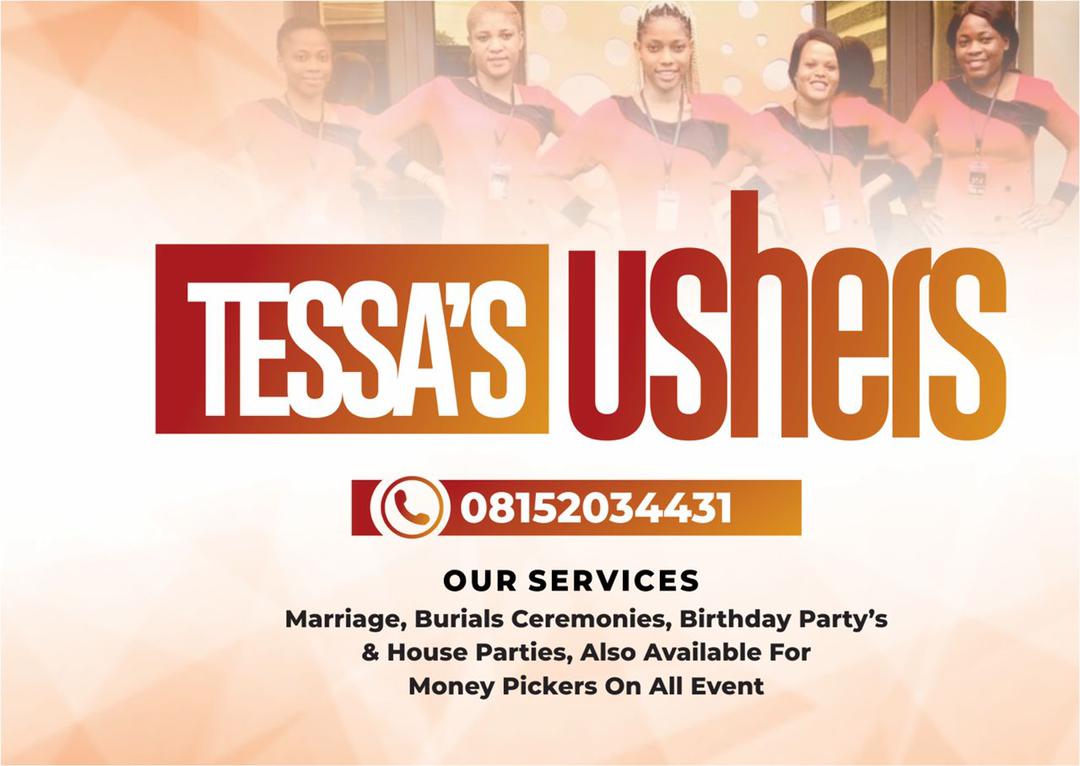 TESSA'S ushers
08152034431
OUR SERVICES
Marriage, Burials Ceremonies, Birthday Party's
& House Parties, Also Available For
Money Pickers On All Event